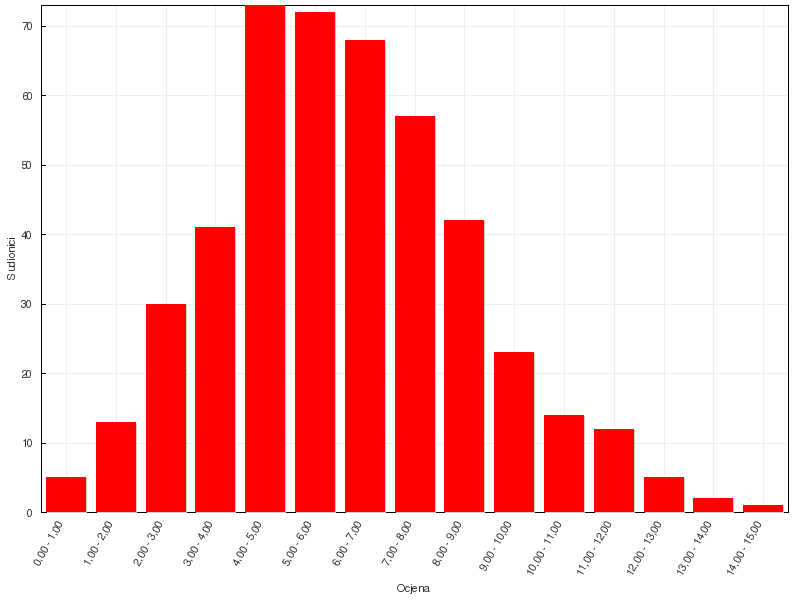 70
60
50
40
30
20
10
0
Sudionici
0,00 - 1,00
1,00 - 2,00
2,00 - 3,00
3,00 - 4,00
4,00 - 5,00
5,00 - 6,00
6,00 - 7,00
7,00 - 8,00
8,00 - 9,00
9,00 - 10,00
10,00 - 11,00
11,00 - 12,00
12,00 - 13,00
13,00 - 14,00
14,00 - 15,00
Ocjena